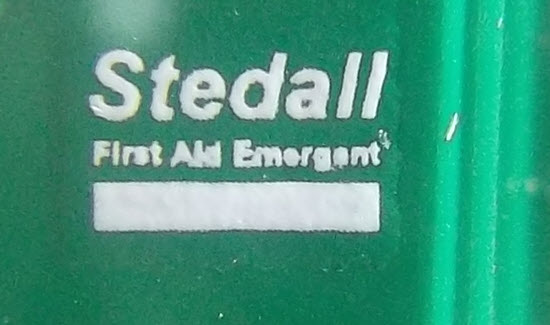 Stedall
First Aid Emergent